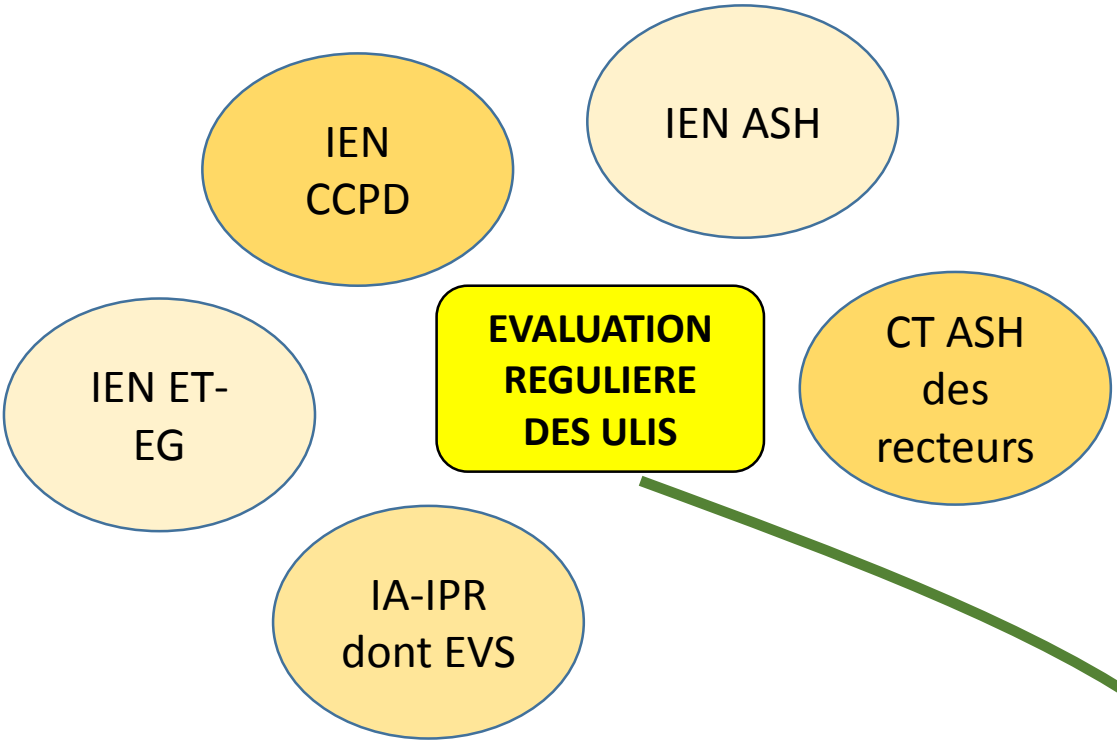 IEN ASH
IEN
CCPD
EVALUATION
REGULIERE
DES ULIS
CT ASH
des
recteurs
IEN ET-
EG
IA-IPR
dont EVS